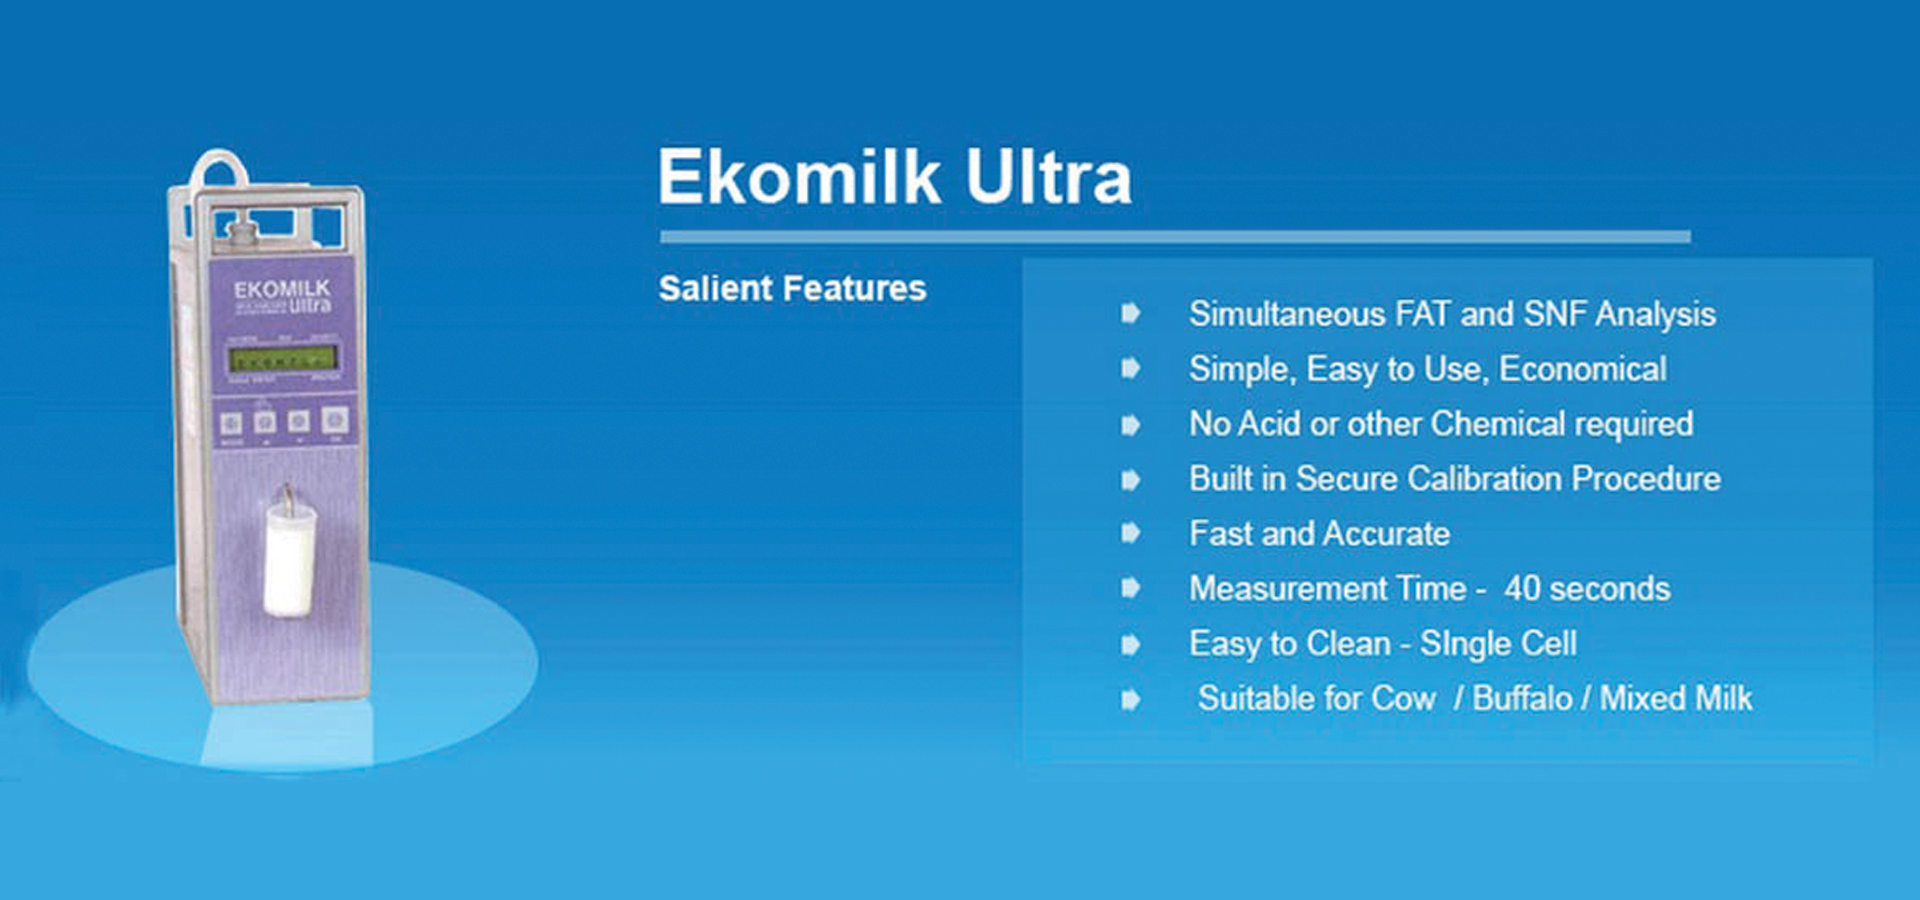 Ekomilk Ultra
Salient Features
Simultaneous FAT and SNF Analysis
Simple, Easy to Use, Economical
No Acid or other Chemical required
Built in Secure Calibration Procedure
Fast and Accurate
Measurement Time - 40 seconds
Easy to Clean - SIngle Cell
Suitable for Cow / Buffalo / Mixed Milk
EKOMILK
Ultra
EKOMILK
MODE